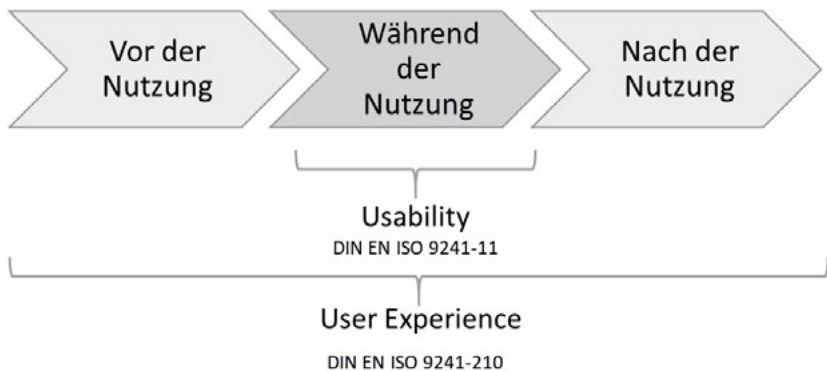 Vor der
Nutzung
Während
der
Nutzung
Nach der
Nutzung
Usability
DIN EN ISO 9241-11
User Experience
DIN EN ISO 9241-210